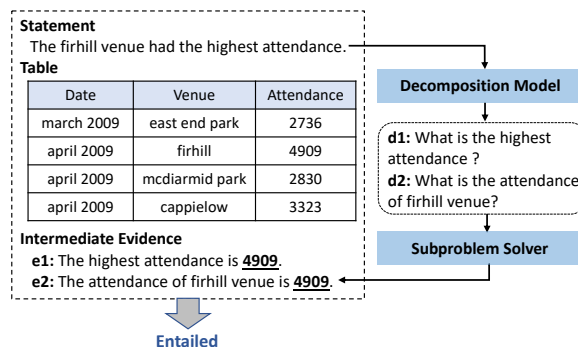 Statement
The firhill venue had the highest attendance.
Table
Date Venue Attendance
march 2009 east end park 2736
april 2009 firhill 4909
april 2009 mcdiarmid park 2830
april 2009 cappielow 3323
Intermediate Evidence
e1: The highest attendance is 4909.
e2: The attendance of firhill venue is 4909.
Entailed
Decomposition Model
d1: What is the highest
attendance ?
d2: What is the attendance
of firhill venue?
Subproblem Solver